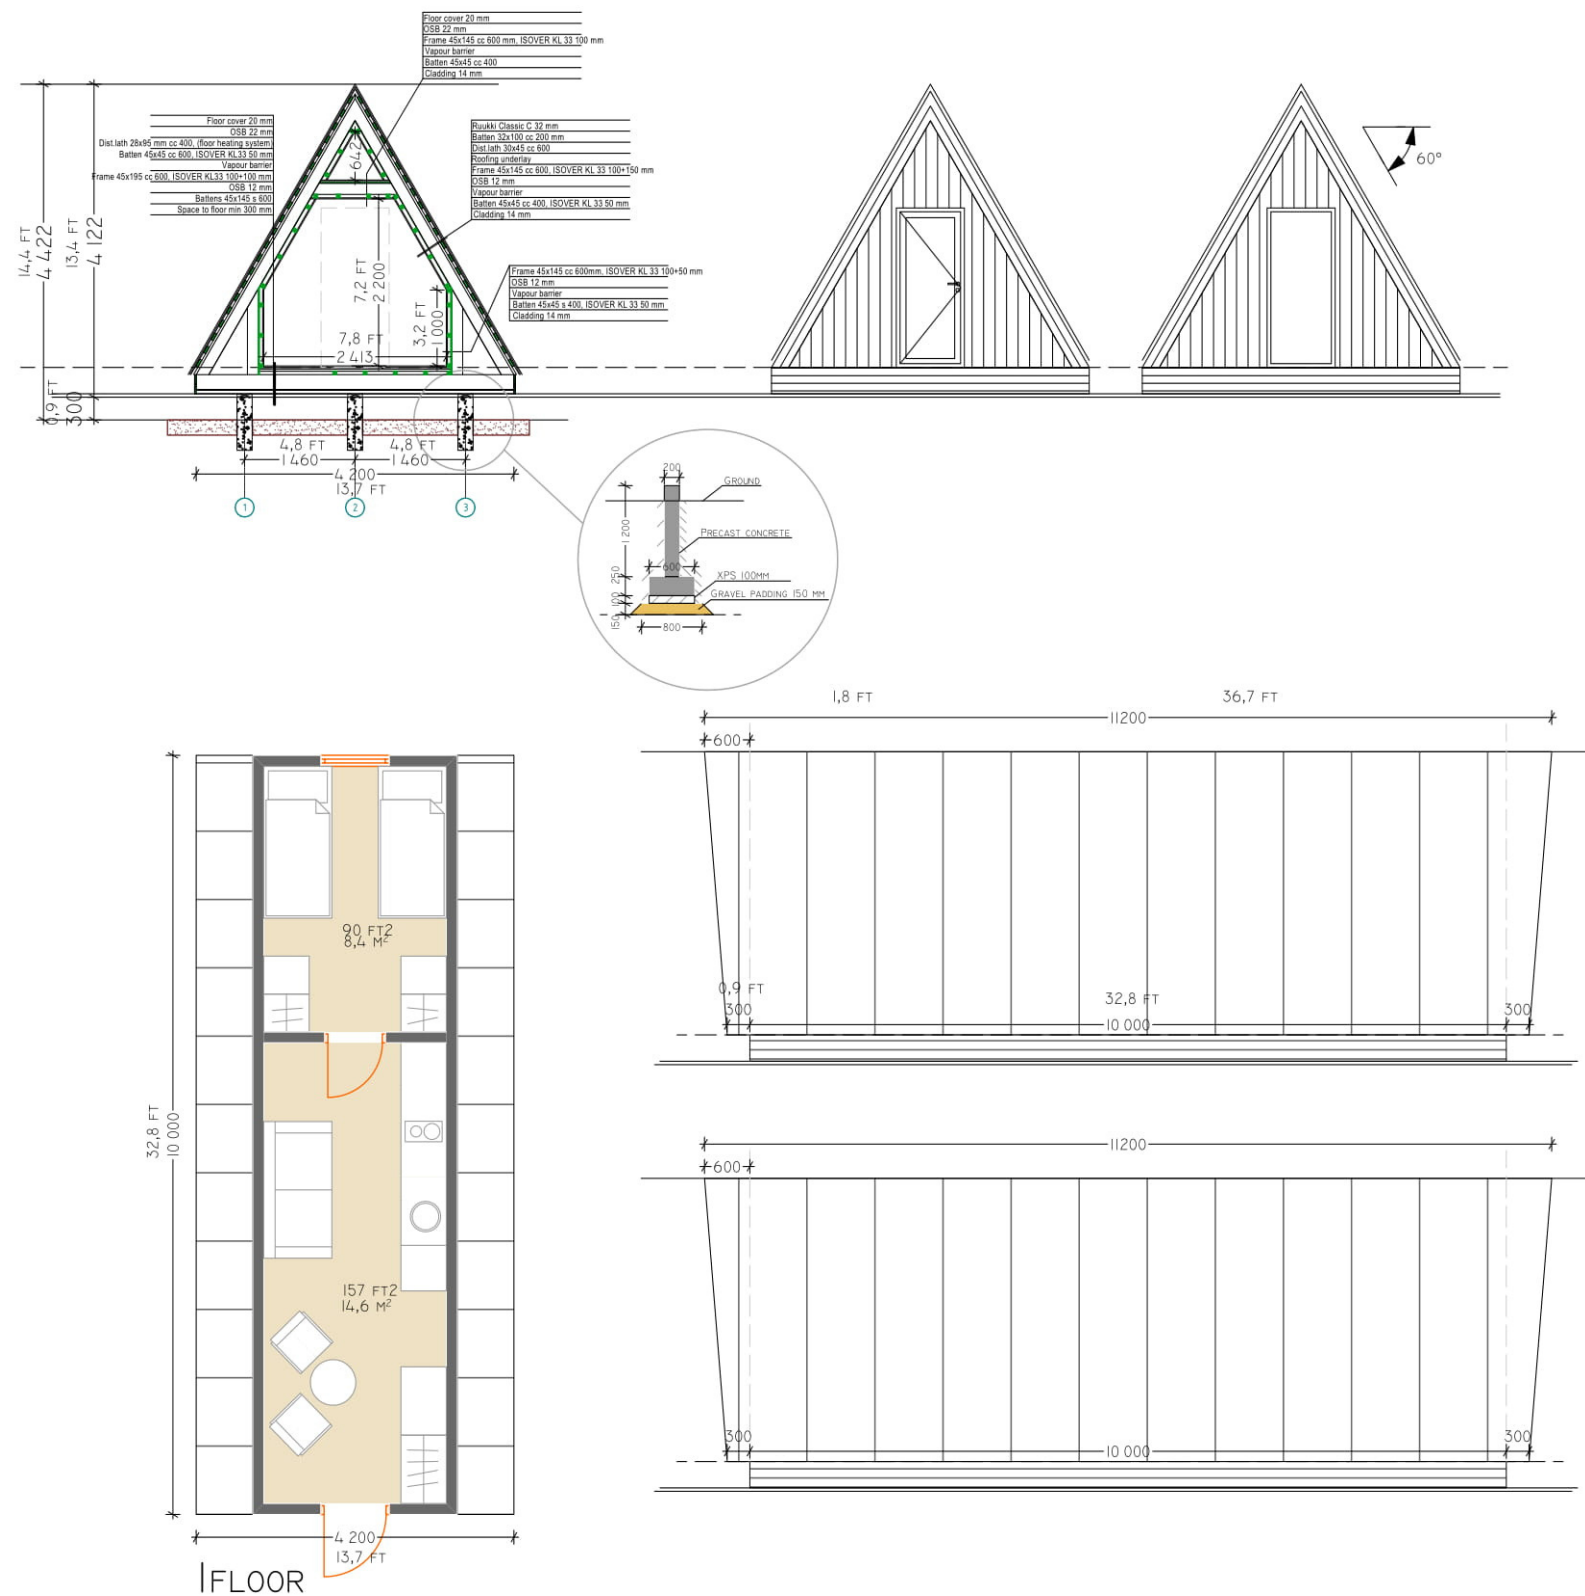 Floor cover 20 mm
OSB 22 mm
Frame 45x145 cc 600 mm, ISOVER KL 33 100 mm
Vapour barrier
Batten 45x45 cc 400
Cladding 14 mm
Floor cover 20 mm
OSB 22 mm
Dist.lath 28x95 mm cc 400, (floor heating system)
Batten 45x45 cc 600, ISOVER KL33 50 mm
Vapour barrier
Frame 45x195 cc 600, ISOVER KL33 100+100 mm
OSB 12 mm
Battens 45x145 s 600
Space to floor min 300 mm
Ruukki Classic C 32 mm
Batten 32x100 cc 200 mm
Dist.lath 30x45 cc 600
Roofing underlay
Frame 45x145 cc 600, ISOVER KL 33 100+150 mm
OSB 12 mm
Vapour barrier
Batten 45x45 cc 400, ISOVER KL 33 50 mm
Cladding 14 mm
Frame 45x145 cc 600mm, ISOVER KL 33 100+50 mm
OSB 12 mm
Vapour barrier
Batten 45x45 s 400, ISOVER KL 33 50 mm
Cladding 14 mm
14,4 FT
4 422
13,4 FT
4 122
0,9 FT
300
642
7,2 FT
2 200
3,2 FT
1 000
7,8 FT
2 413
4,8 FT
1 460
4,8 FT
1 460
4 200
13,7 FT
1
2
3
60°
200
GROUND
1 200
PRECAST CONCRETE
600
250
XPS 100MM
100
GRAVEL PADDING 150 MM
150
800
1,8 FT
36,7 FT
11200
600
0,9 FT
300
32,8 FT
10 000
300
11200
600
300
10 000
300
90 FT2
8,4 M²
32,8 FT
10 000
157 FT2
14,6 M²
4 200
13,7 FT
1FLOOR